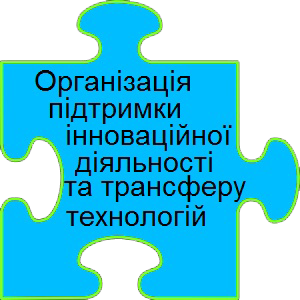 Організація
підтримки
інноваційної
діяльності
та трансферу
технологій